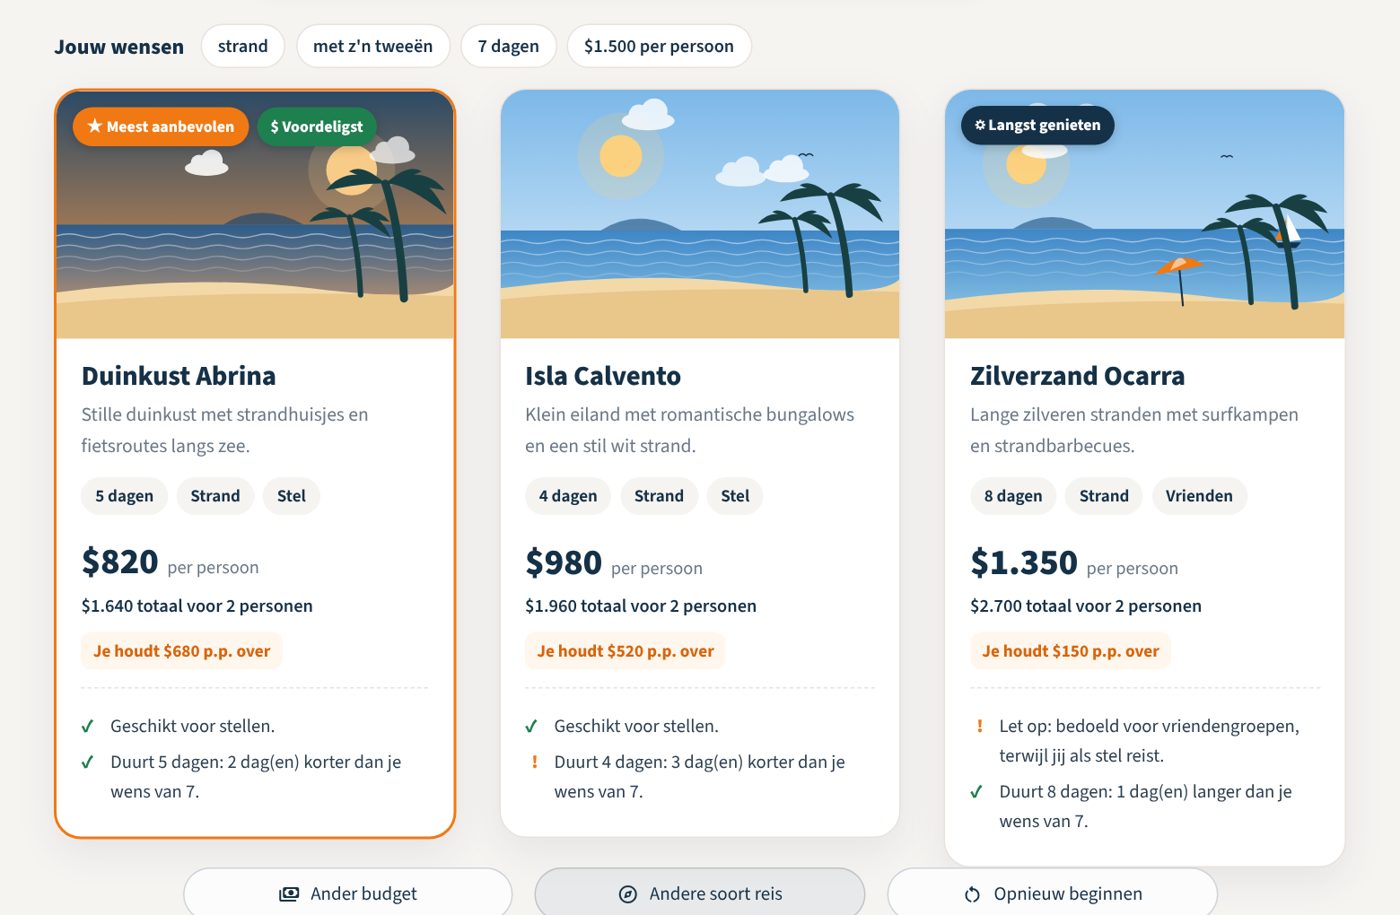 Jouw wensen
strand
met z'n tweeën
7 dagen
$1.500 per persoon
★ Meest aanbevolen
$ Voordeligst
Duinkust Abrina
Stille duinkust met strandhuisjes en
fietsroutes langs zee.
5 dagen
Strand
Stel
$820 per persoon
$1.640 totaal voor 2 personen
Je houdt $680 p.p. over
✓ Geschikt voor stellen.
✓ Duurt 5 dagen: 2 dag(en) korter dan je
wens van 7.
Isla Calvento
Klein eiland met romantische bungalows
en een stil wit strand.
4 dagen
Strand
Stel
$980 per persoon
$1.960 totaal voor 2 personen
Je houdt $520 p.p. over
✓ Geschikt voor stellen.
! Duurt 4 dagen: 3 dag(en) korter dan je
wens van 7.
Langst genieten
Zilverzand Ocarra
Lange zilveren stranden met surfkampen
en strandbarbecues.
8 dagen
Strand
Vrienden
$1.350 per persoon
$2.700 totaal voor 2 personen
Je houdt $150 p.p. over
! Let op: bedoeld voor vriendengroepen,
terwijl jij als stel reist.
✓ Duurt 8 dagen: 1 dag(en) langer dan je
wens van 7.
Ander budget
Andere soort reis
Opnieuw beginnen